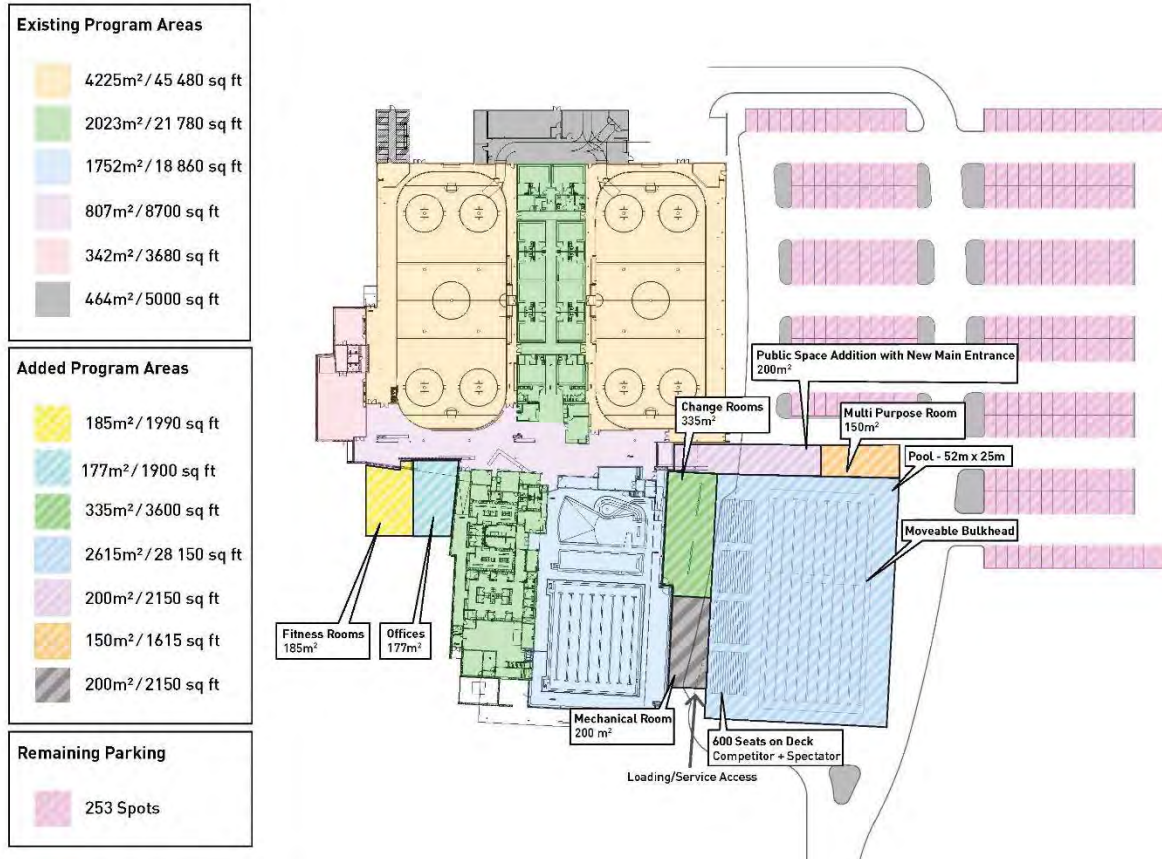 Existing Program Areas
4225m²/45 480 sq ft
2023m²/21 780 sq ft
1752m²/18 860 sq ft
807m²/8700 sq ft
342m²/3680 sq ft
464m²/5000 sq ft
Added Program Areas
185m²/1990 sq ft
177m²/1900 sq ft
335m²/3600 sq ft
2615m²/28 150 sq ft
200m²/2150 sq ft
150m²/1615 sq ft
200m²/2150 sq ft
Remaining Parking
253 Spots
Public Space Addition with New Main Entrance
200m²
Change Rooms
335m²
Multi Purpose Room
150m²
Pool - 52m x 25m
Moveable Bulkhead
Fitness Rooms
185m²
Offices
177m²
Mechanical Room
200 m²
600 Seats on Deck
Competitor + Spectator
Loading/Service Access